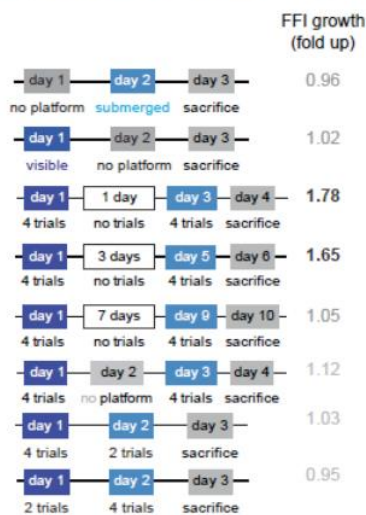 FFI growth
(fold up)
day 1 day 2 day 3 0.96
no platform submerged sacrifice
day 1 day 2 day 3 1.02
visible no platform sacrifice
day 1 1 day day 3 day 4 1.78
4 trials no trials 4 trials sacrifice
day 1 3 days day 5 day 6 1.65
4 trials no trials 4 trials sacrifice
day 1 7 days day 9 day 10 1.05
4 trials no trials 4 trials sacrifice
day 1 day 2 day 3 day 4 1.12
4 trials no platform 4 trials sacrifice
day 1 day 2 day 3 1.03
4 trials 2 trials sacrifice
day 1 day 2 day 3 0.95
2 trials 4 trials sacrifice